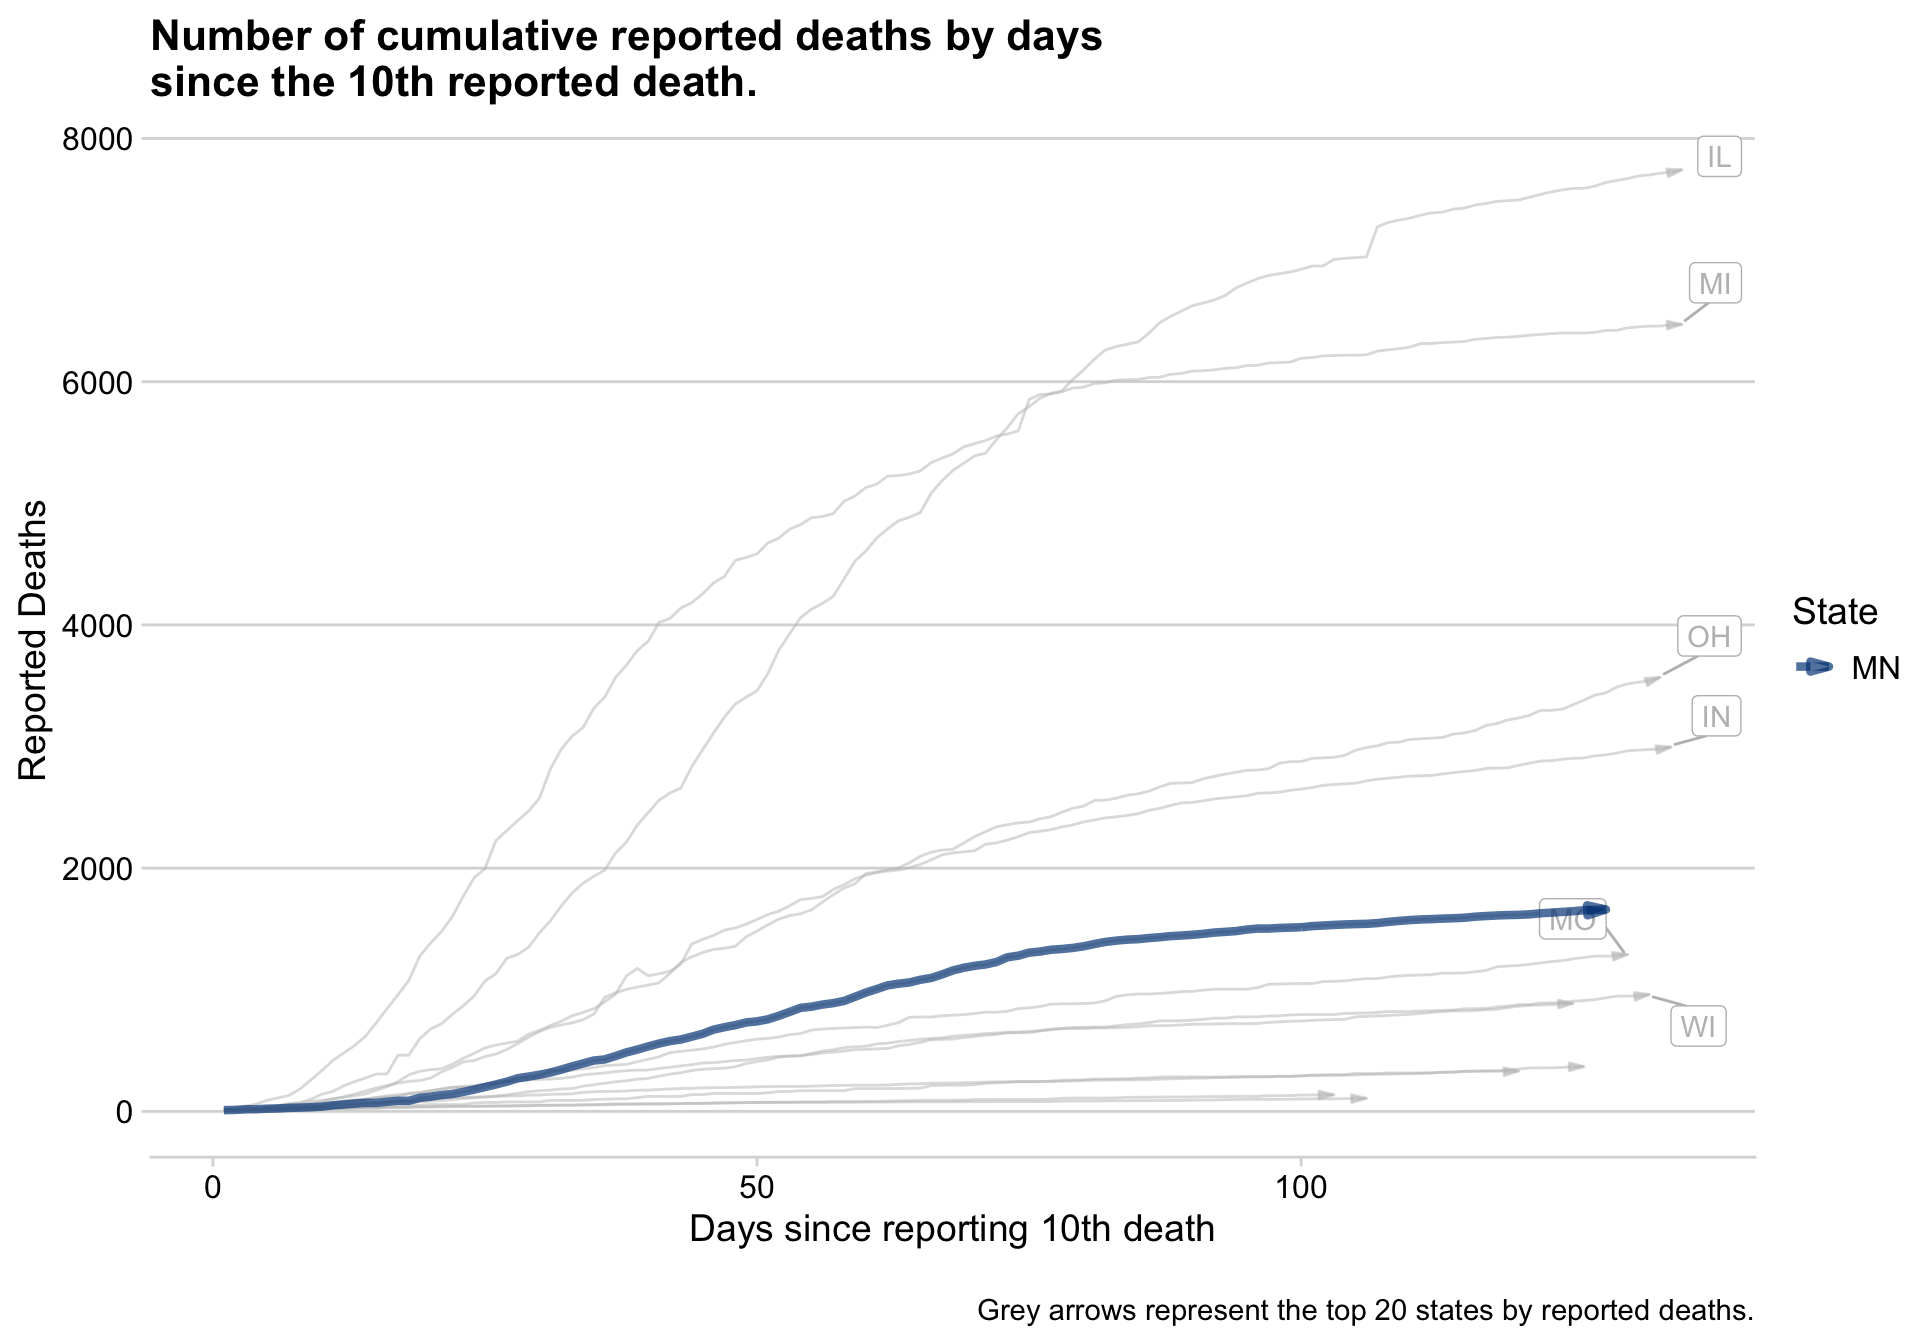 Number of cumulative reported deaths by days
since the 10th reported death.
8000
6000
4000
2000
0
Reported Deaths
IL
MI
OH
IN
MO
WI
State
MN
0
50
100
Days since reporting 10th death
Grey arrows represent the top 20 states by reported deaths.